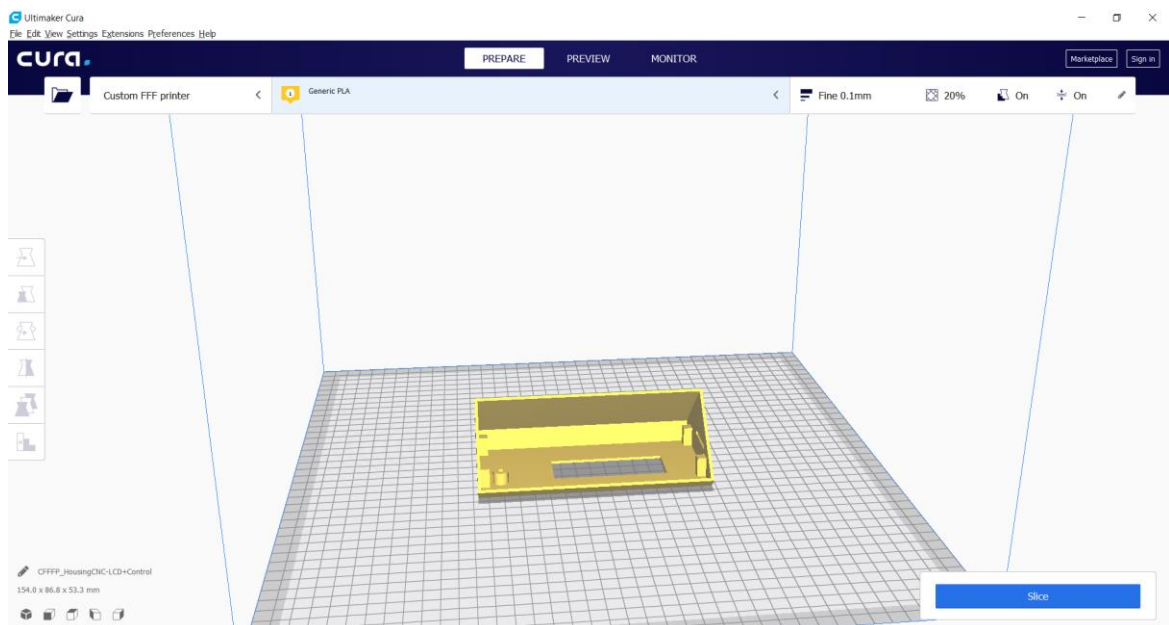 Ultimaker Cura
File Edit View Settings Extensions Preferences Help
cura.
PREPARE PREVIEW MONITOR
Marketplace Sign in
Custom FFF printer
Generic PLA
Fine 0.1mm 20% On On
CFFFP_HousingCNC-LCD+Control
154.0 x 86.8 x 53.3 mm
Slice